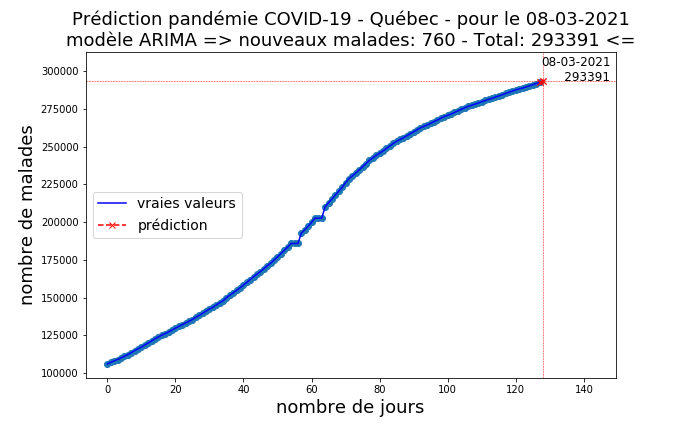 Prédiction pandémie COVID-19 - Québec - pour le 08-03-2021
modèle ARIMA => nouveaux malades: 760 - Total: 293391 <=
08-03-2021
293391
300000
275000
250000
225000
200000
175000
150000
125000
100000
nombre de malades
vraies valeurs
prédiction
0 20 40 60 80 100 120 140
nombre de jours